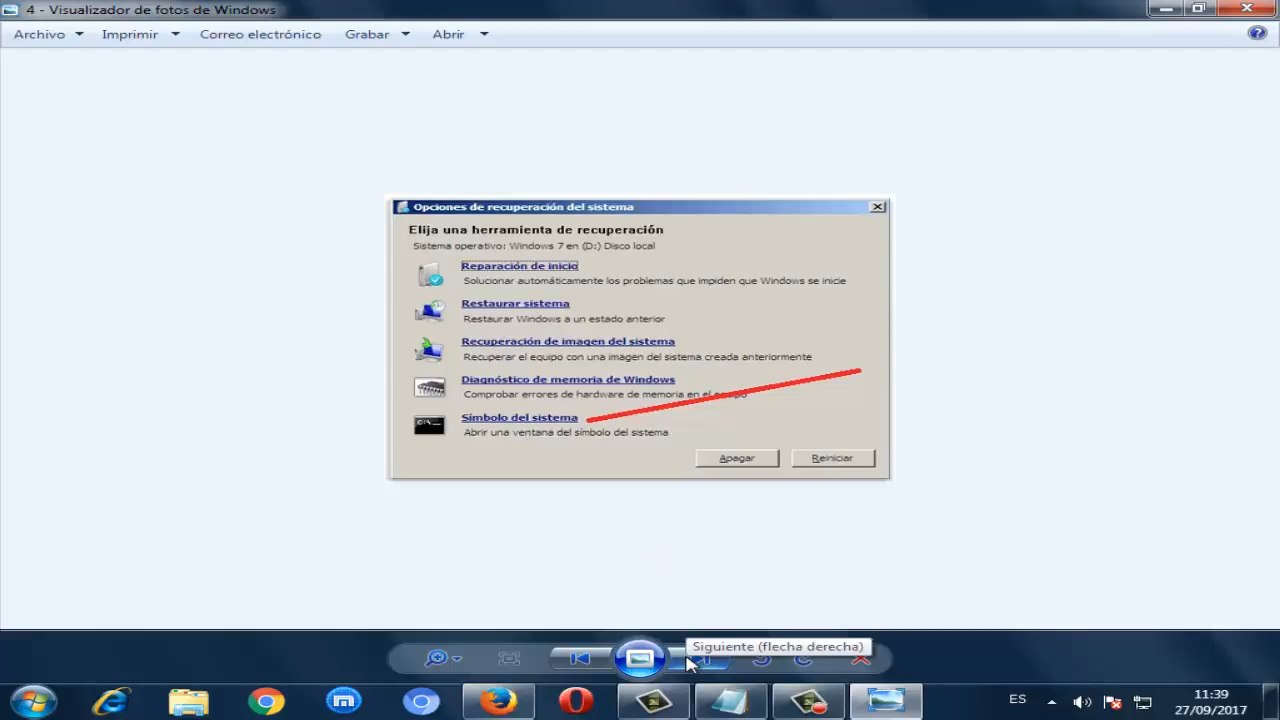 4 - Visualizador de fotos de Windows
Archivo Imprimir Correo electrónico Grabar Abrir
Opciones de recuperación del sistema
Elija una herramienta de recuperación
Sistema operativo: Windows 7 en (D:) Disco local
Reparación de inicio
Solucionar automáticamente los problemas que impiden que Windows se inicie
Restaurar sistema
Restaurar Windows a un estado anterior
Recuperación de imagen del sistema
Recuperar el equipo con una imagen del sistema creada anteriormente
Diagnóstico de memoria de Windows
Comprobar errores de hardware de memoria en el equipo
Símbolo del sistema
C:\
Abrir una ventana del símbolo del sistema
Apagar Reiniciar
Siguiente (flecha derecha)
ES
11:39
27/09/2017